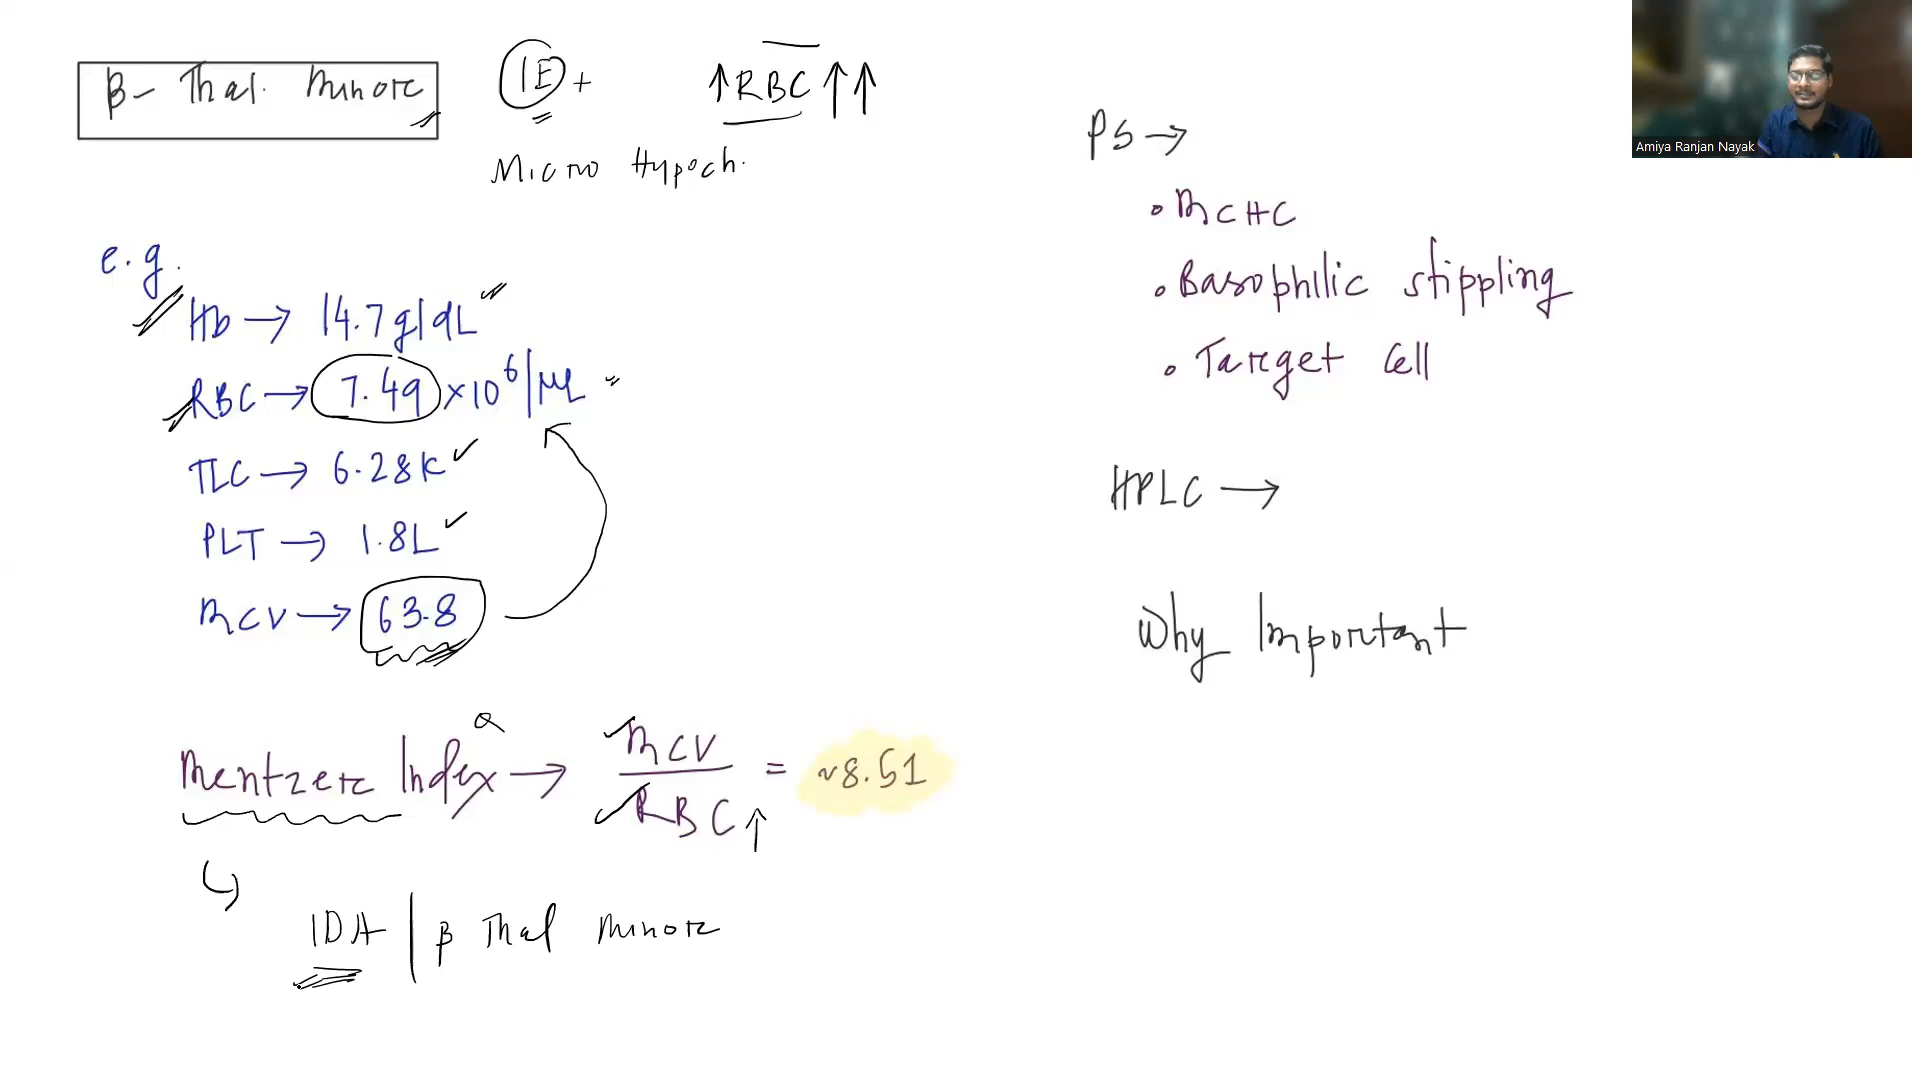 β- Thal. Minor
IE +
↑RBC↑↑
Micro Hypoch.
e.g.
Hb → 14.7 g/dL
RBC → 7.49 ×10⁶/μL
TLC → 6.28K
PLT → 1.8L
MCV → 63.8
Mentzer Index → MCV / RBC ↑ = ~8.51
IDA | β Thal Minor
PS →
• MCHC
• Basophilic stippling
• Target Cell
HPLC →
Why Important
Amiya Ranjan Nayak